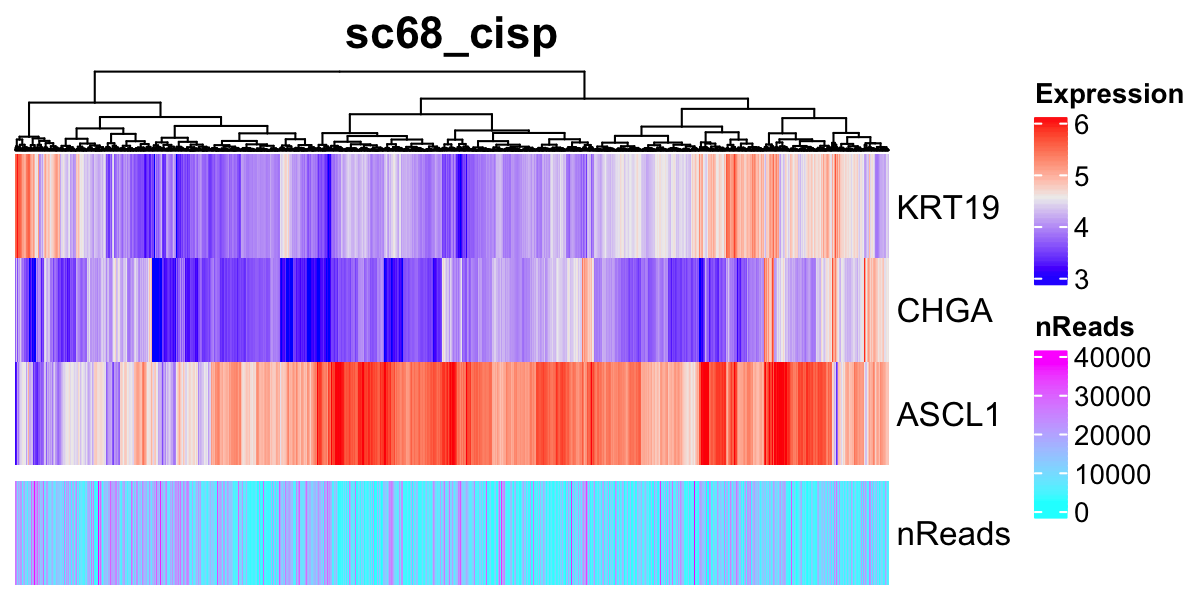 sc68_cisp
Expression
6
5
4
3
KRT19
CHGA
ASCL1
nReads
nReads
40000
30000
20000
10000
0